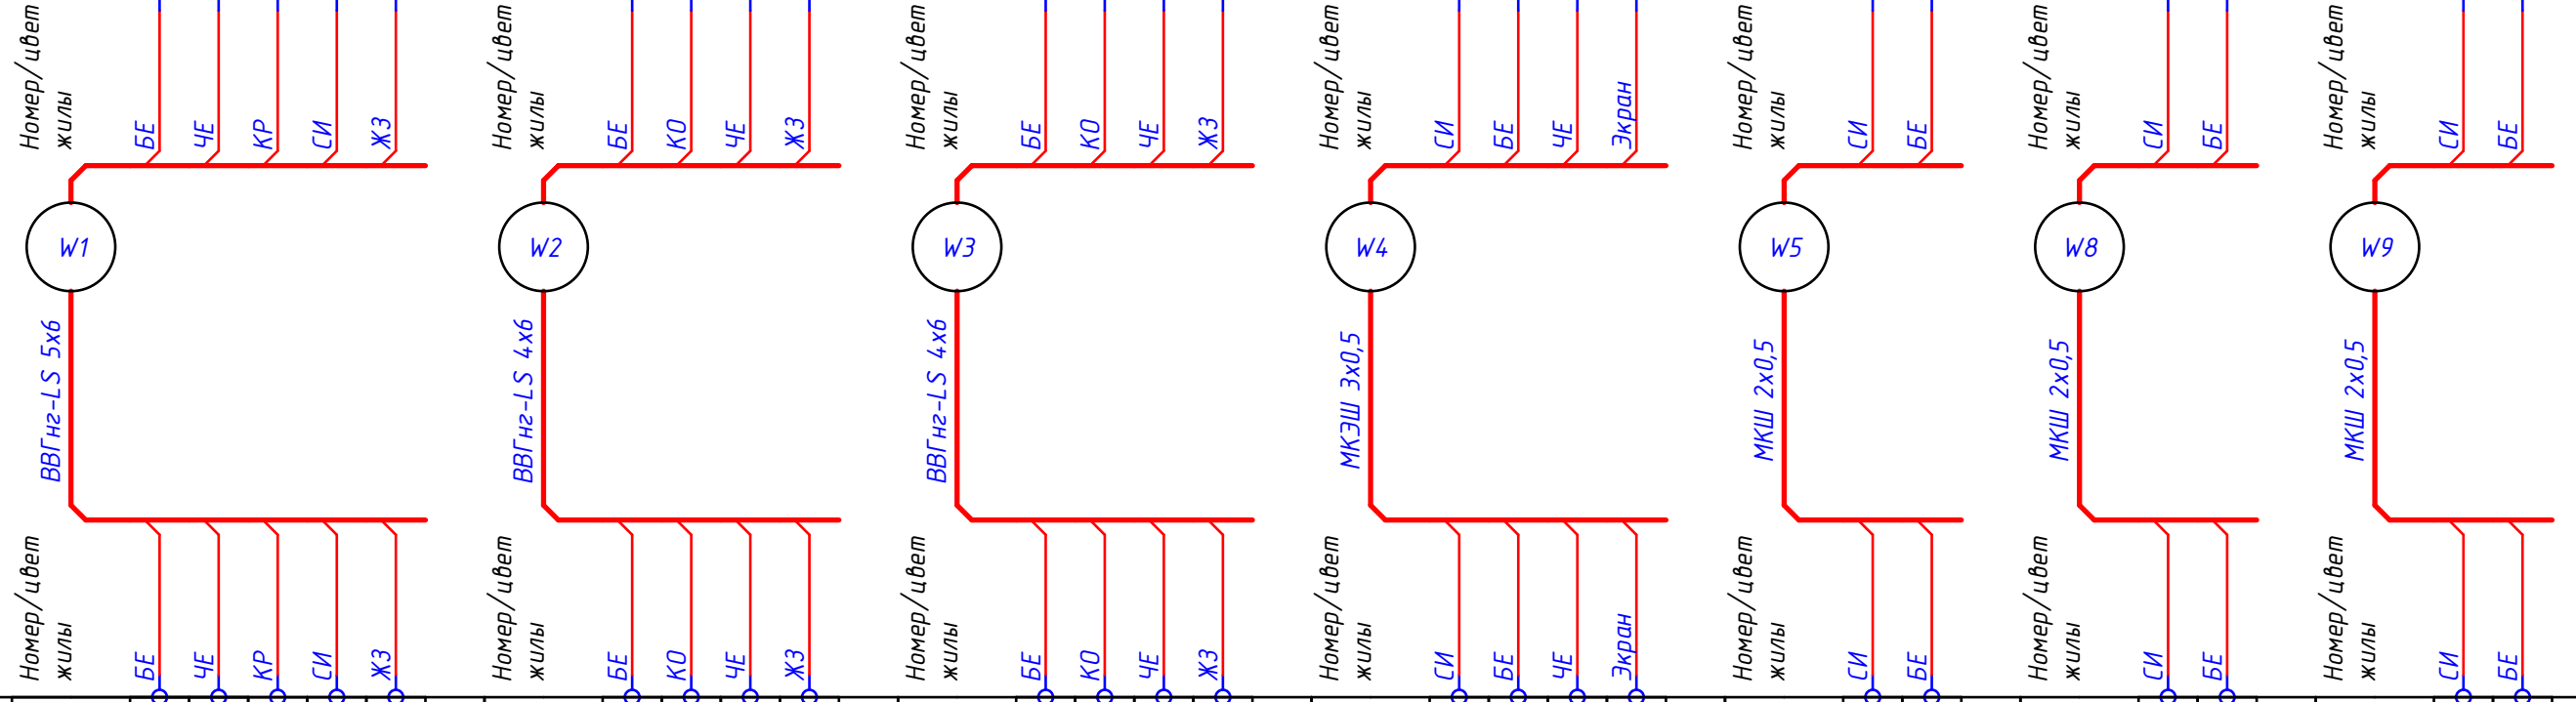 Номер/цвет
жилы
БЕ
ЧЕ
КР
СИ
ЖЗ
Номер/цвет
жилы
БЕ
КО
ЧЕ
ЖЗ
Номер/цвет
жилы
БЕ
КО
ЧЕ
ЖЗ
Номер/цвет
жилы
СИ
БЕ
ЧЕ
Экран
Номер/цвет
жилы
СИ
БЕ
Номер/цвет
жилы
СИ
БЕ
Номер/цвет
жилы
СИ
БЕ
W1
W2
W3
W4
W5
W8
W9
ВВГнг-LS 5х6
ВВГнг-LS 4х6
ВВГнг-LS 4х6
МКЭШ 3х0,5
МКШ 2х0,5
МКШ 2х0,5
МКШ 2х0,5
Номер/цвет
жилы
БЕ
ЧЕ
КР
СИ
ЖЗ
Номер/цвет
жилы
БЕ
КО
ЧЕ
ЖЗ
Номер/цвет
жилы
БЕ
КО
ЧЕ
ЖЗ
Номер/цвет
жилы
СИ
БЕ
ЧЕ
Экран
Номер/цвет
жилы
СИ
БЕ
Номер/цвет
жилы
СИ
БЕ
Номер/цвет
жилы
СИ
БЕ